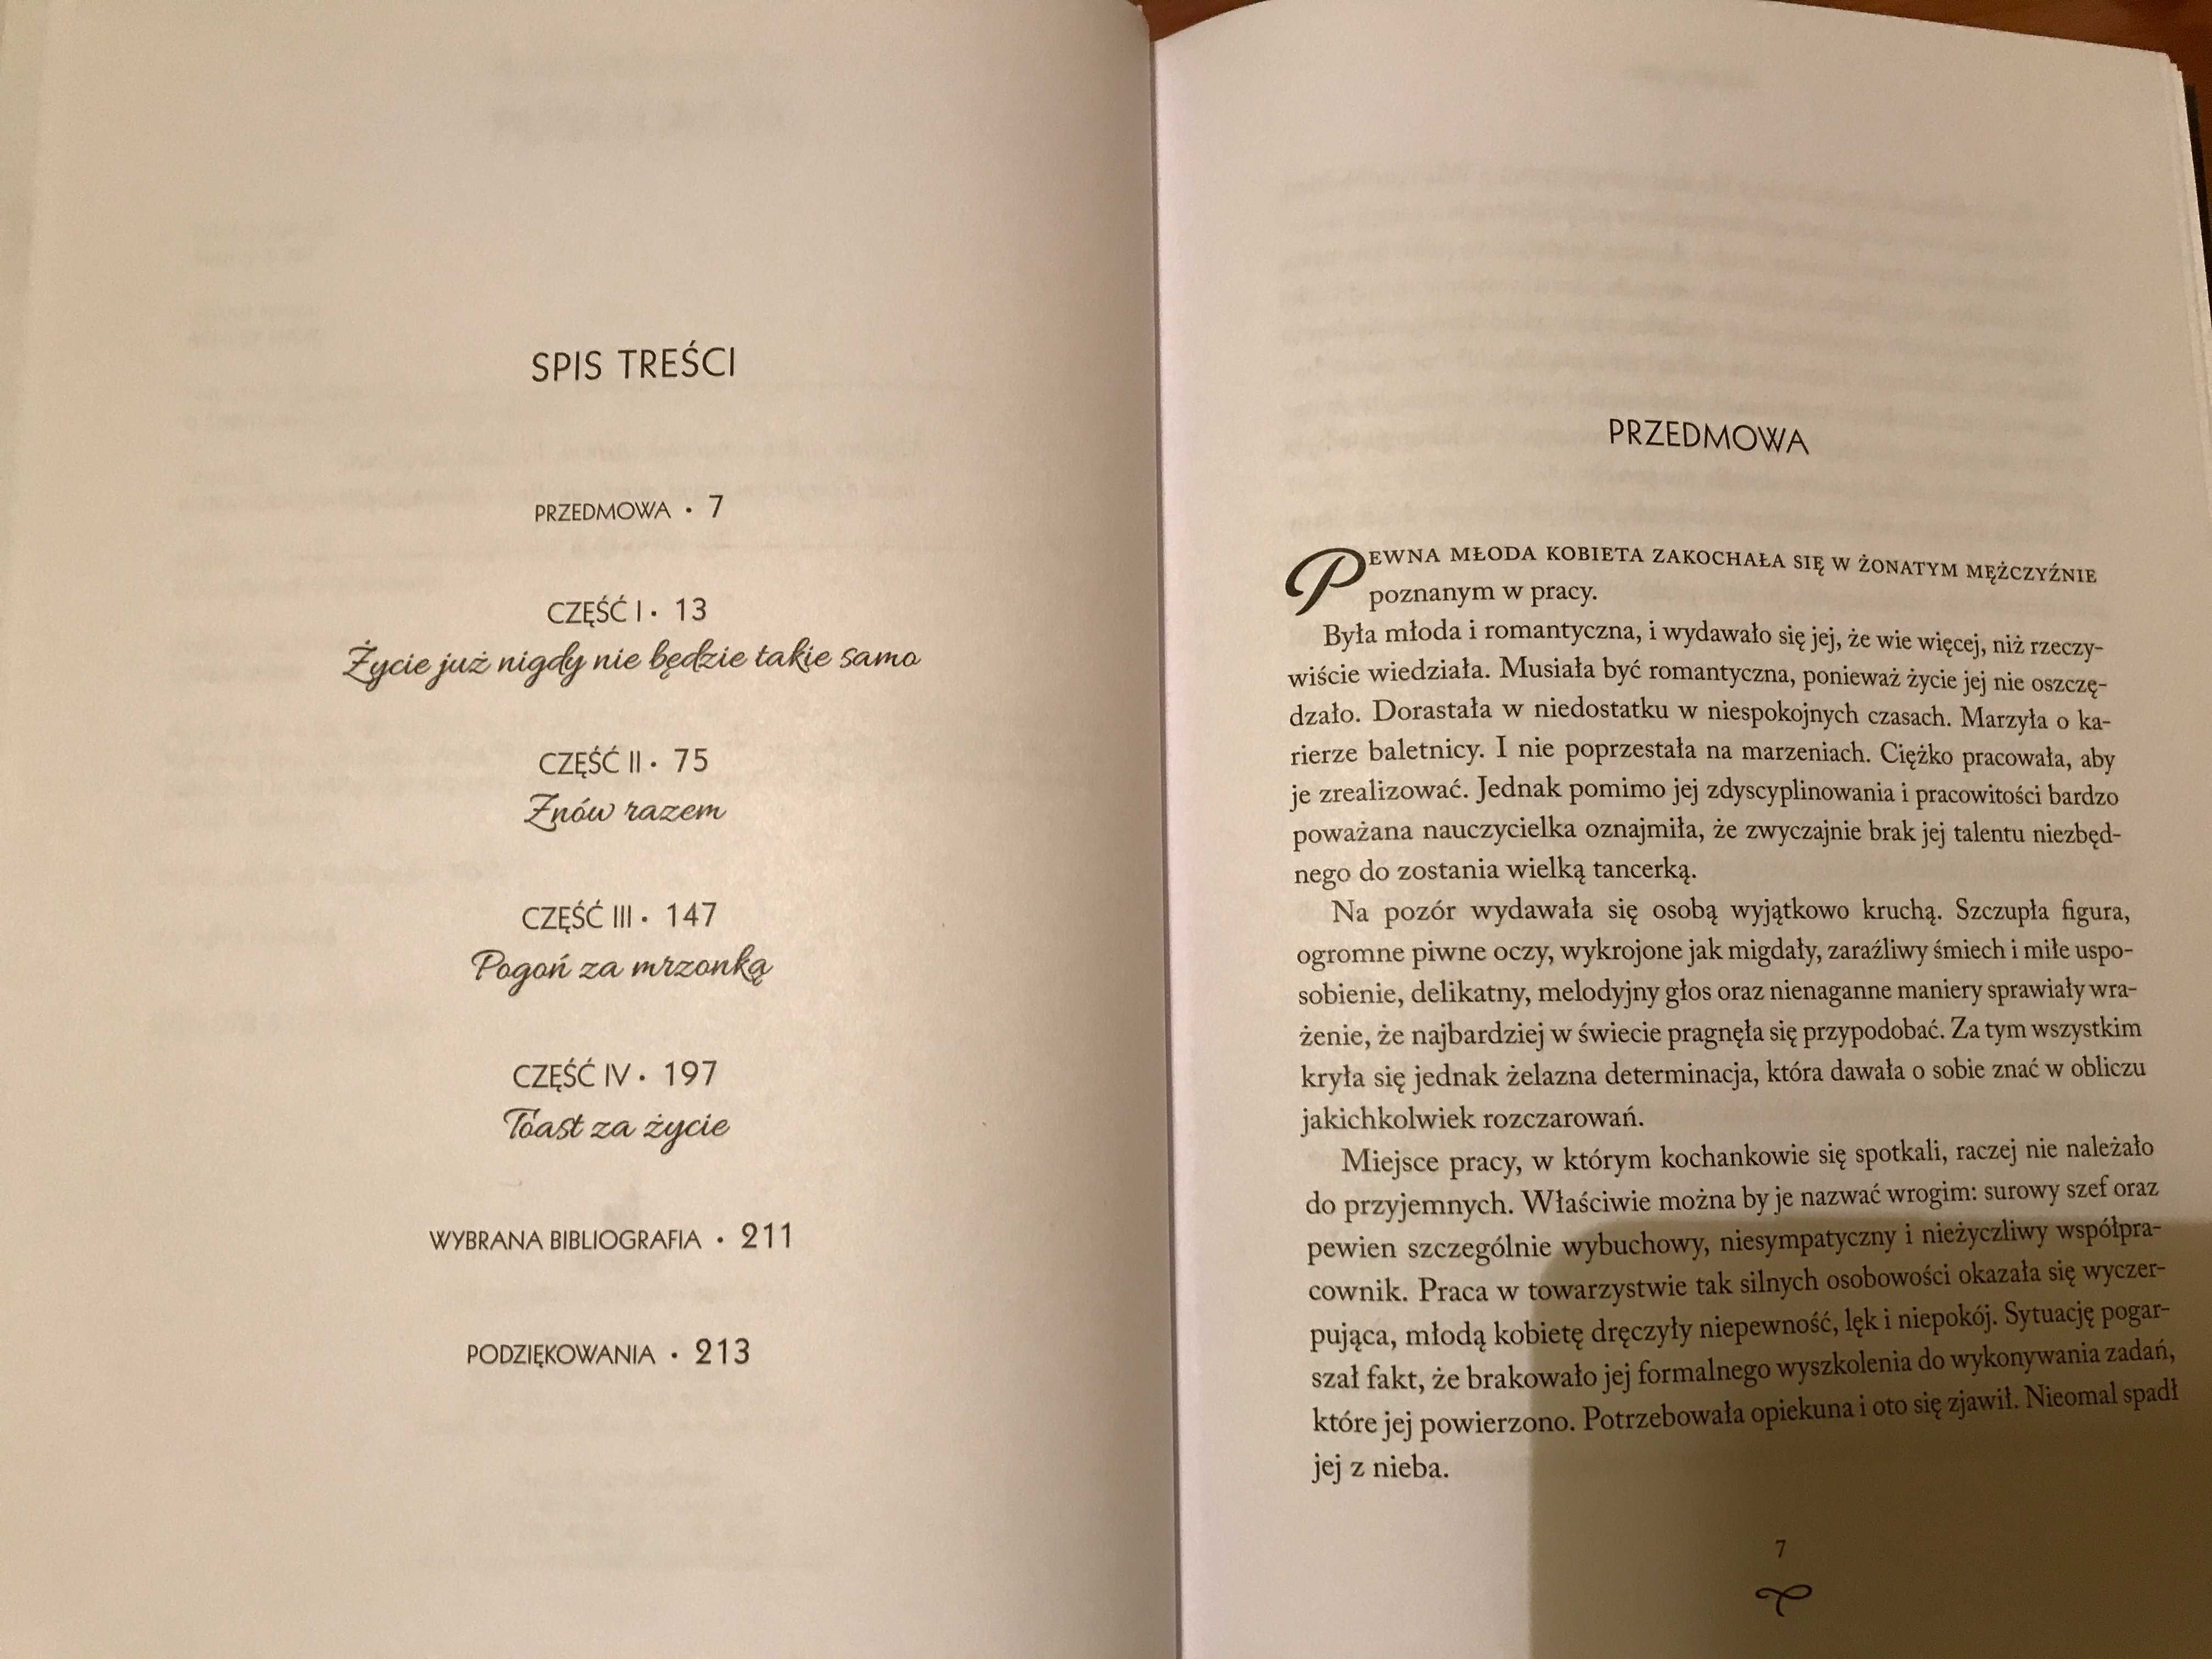 SPIS TREŚCI
PRZEDMOWA • 7
CZĘŚĆ I • 13
Życie już nigdy nie będzie takie samo
CZĘŚĆ II • 75
Znów razem
CZĘŚĆ III • 147
Pogoń za mrzonką
CZĘŚĆ IV • 197
Toast za życie
WYBRANA BIBLIOGRAFIA • 211
PODZIĘKOWANIA • 213
PRZEDMOWA
PEWNA MŁODA KOBIETA ZAKOCHAŁA SIĘ W ŻONATYM MĘŻCZYŹNIE
poznanym w pracy.
Była młoda i romantyczna, i wydawało się jej, że wie więcej, niż rzeczy-
wiście wiedziała. Musiała być romantyczna, ponieważ życie jej nie oszczę-
dzało. Dorastała w niedostatku w niespokojnych czasach. Marzyła o ka-
rierze baletnicy. I nie poprzestała na marzeniach. Ciężko pracowała, aby
je zrealizować. Jednak pomimo jej zdyscyplinowania i pracowitości bardzo
poważana nauczycielka oznajmiła, że zwyczajnie brak jej talentu niezbęd-
nego do zostania wielką tancerką.
Na pozór wydawała się osobą wyjątkowo kruchą. Szczupła figura,
ogromne piwne oczy, wykrojone jak migdały, zaraźliwy śmiech i miłe uspo-
sobienie, delikatny, melodyjny głos oraz nienaganne maniery sprawiały wra-
żenie, że najbardziej w świecie pragnęła się przypodobać. Za tym wszystkim
kryła się jednak żelazna determinacja, która dawała o sobie znać w obliczu
jakichkolwiek rozczarowań.
Miejsce pracy, w którym kochankowie się spotkali, raczej nie należało
do przyjemnych. Właściwie można by je nazwać wrogim: surowy szef oraz
pewien szczególnie wybuchowy, niesympatyczny i nieżyczliwy współpra-
cownik. Praca w towarzystwie tak silnych osobowości okazała się wyczer-
pująca, młodą kobietę dręczyły niepewność, lęk i niepokój. Sytuację pogar-
szał fakt, że brakowało jej formalnego wyszkolenia do wykonywania zadań,
które jej powierzono. Potrzebowała opiekuna i oto się zjawił. Nieomal spadł
jej z nieba.
7